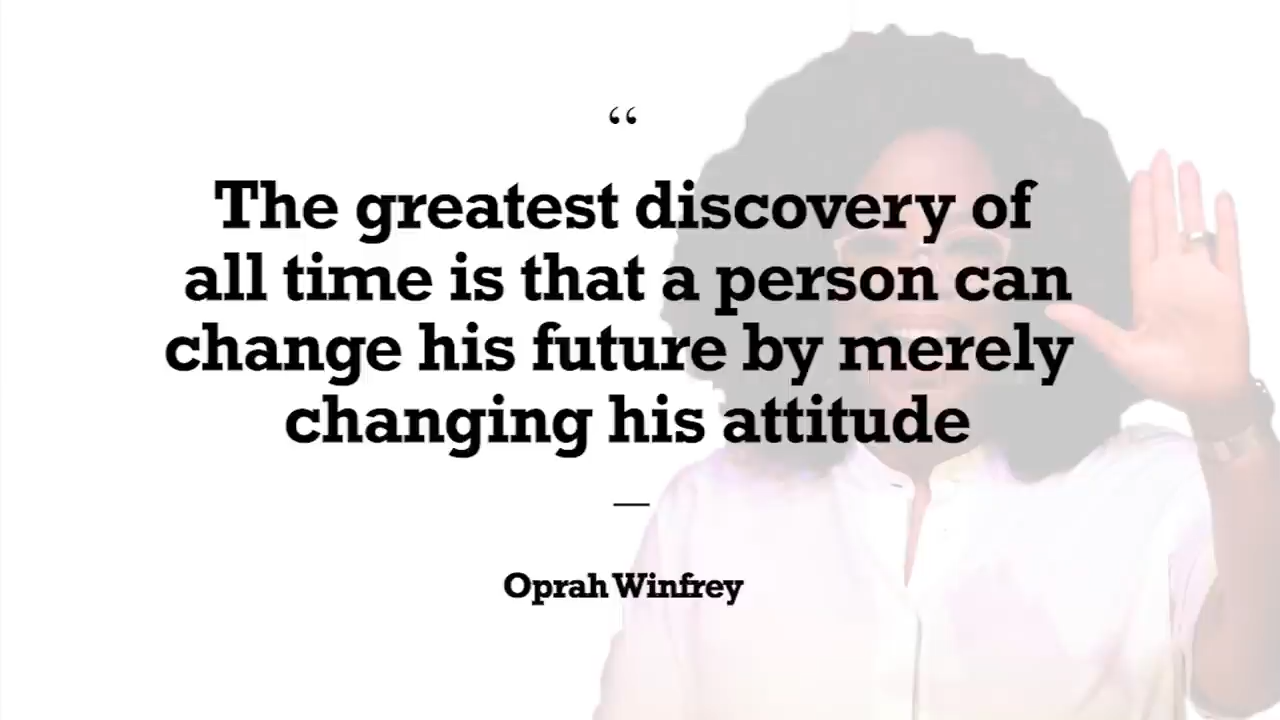 “
The greatest discovery of
all time is that a person can
change his future by merely
changing his attitude
—
Oprah Winfrey